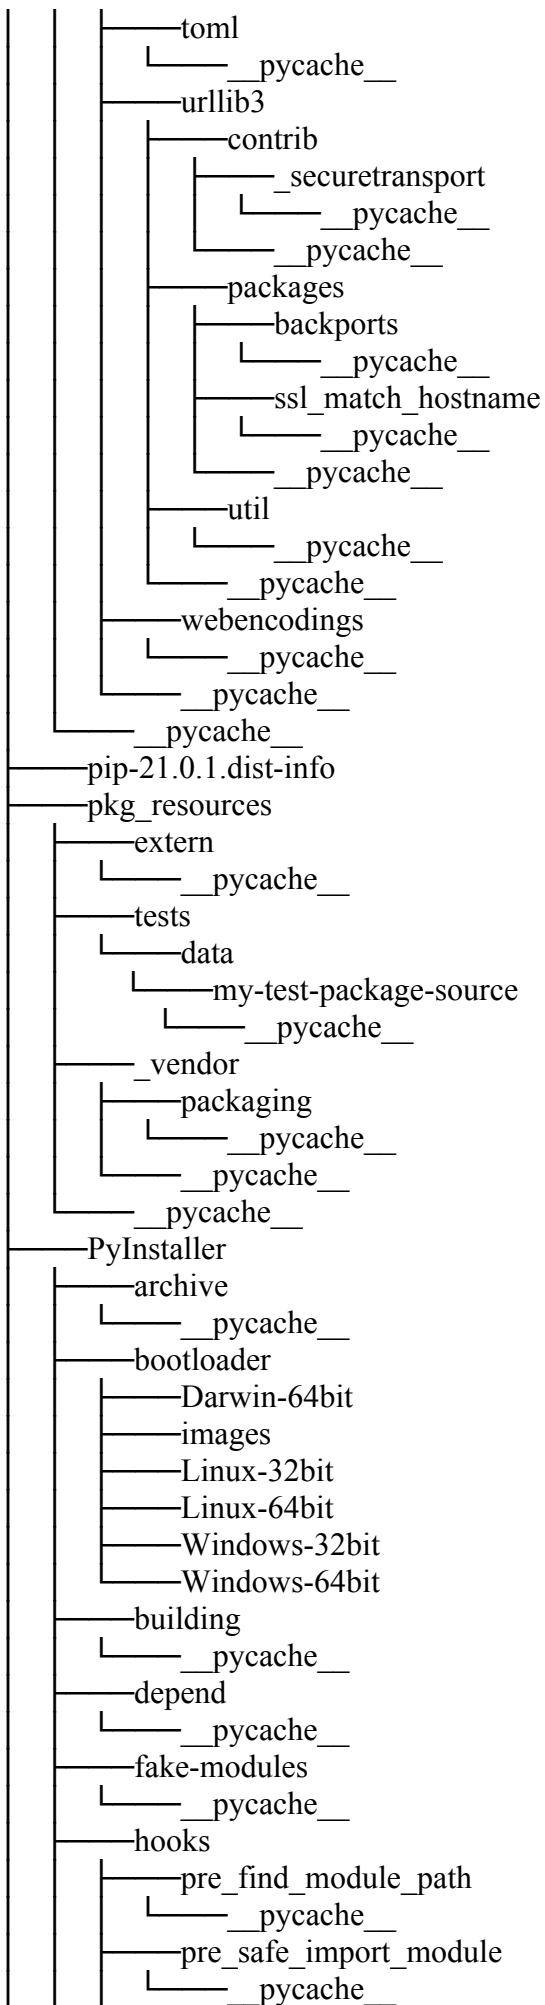 toml
__pycache__
urllib3
contrib
_securetransport
__pycache__
__pycache__
packages
backports
__pycache__
ssl_match_hostname
__pycache__
__pycache__
util
__pycache__
__pycache__
webencodings
__pycache__
__pycache__
__pycache__
pip-21.0.1.dist-info
pkg_resources
extern
__pycache__
tests
data
my-test-package-source
__pycache__
_vendor
packaging
__pycache__
__pycache__
__pycache__
PyInstaller
archive
__pycache__
bootloader
Darwin-64bit
images
Linux-32bit
Linux-64bit
Windows-32bit
Windows-64bit
building
__pycache__
depend
__pycache__
fake-modules
__pycache__
hooks
pre_find_module_path
__pycache__
pre_safe_import_module
__pycache__